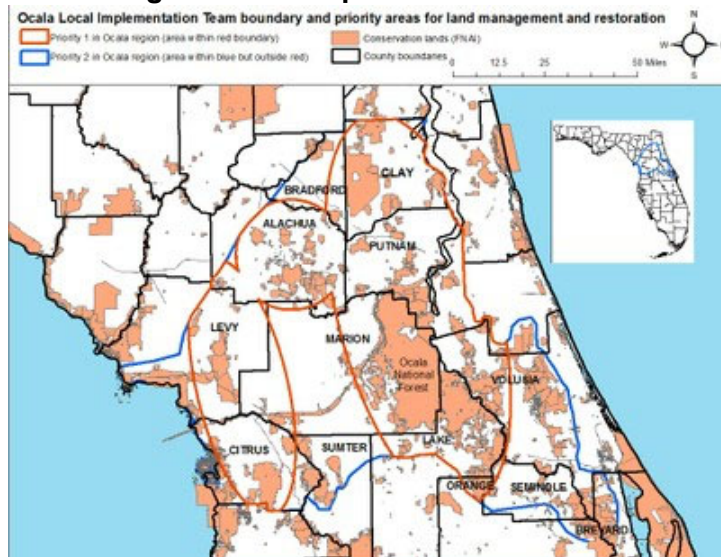 Ocala Local Implementation Team boundary and priority areas for land management and restoration
Priority 1 in Ocala region (area within red boundary)
Conservation lands (FNAI)
Priority 2 in Ocala region (area within blue but outside red)
County boundaries
0 12.5 25 50 Miles
N
W
S
CLAY
BRADFORD
ALACHUA
PUTNAM
LEVY
MARION
Ocala
National
Forest
VOLUSIA
CITRUS
SUMTER
LAKE
ORANGE
SEMINOLE
BREVARD